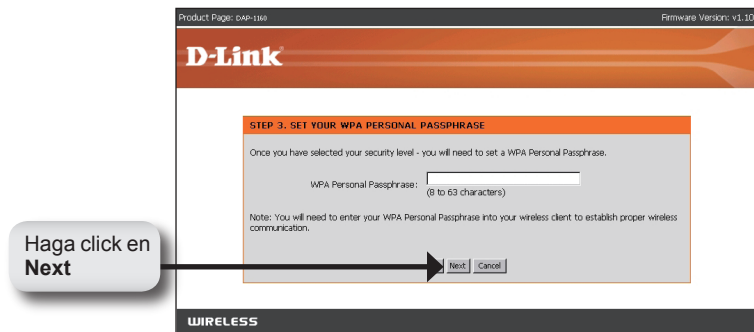 Product Page: DAP-1160 Firmware Version: v1.10
D-Link
STEP 3. SET YOUR WPA PERSONAL PASSPHRASE
Once you have selected your security level - you will need to set a WPA Personal Passphrase.
WPA Personal Passphrase:
(8 to 63 characters)
Note: You will need to enter your WPA Personal Passphrase into your wireless client to establish proper wireless
communication.
Haga click en
Next
Next Cancel
WIRELESS